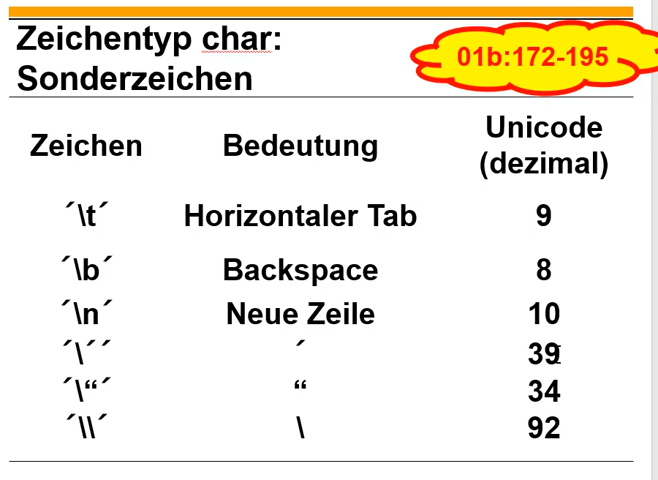 Zeichentyp char:
Sonderzeichen
01b:172-195
Zeichen Bedeutung Unicode
(dezimal)
´\t´ Horizontaler Tab 9
´\b´ Backspace 8
´\n´ Neue Zeile 10
´\´´ ´ 39
´\“´ “ 34
´\\´ \ 92